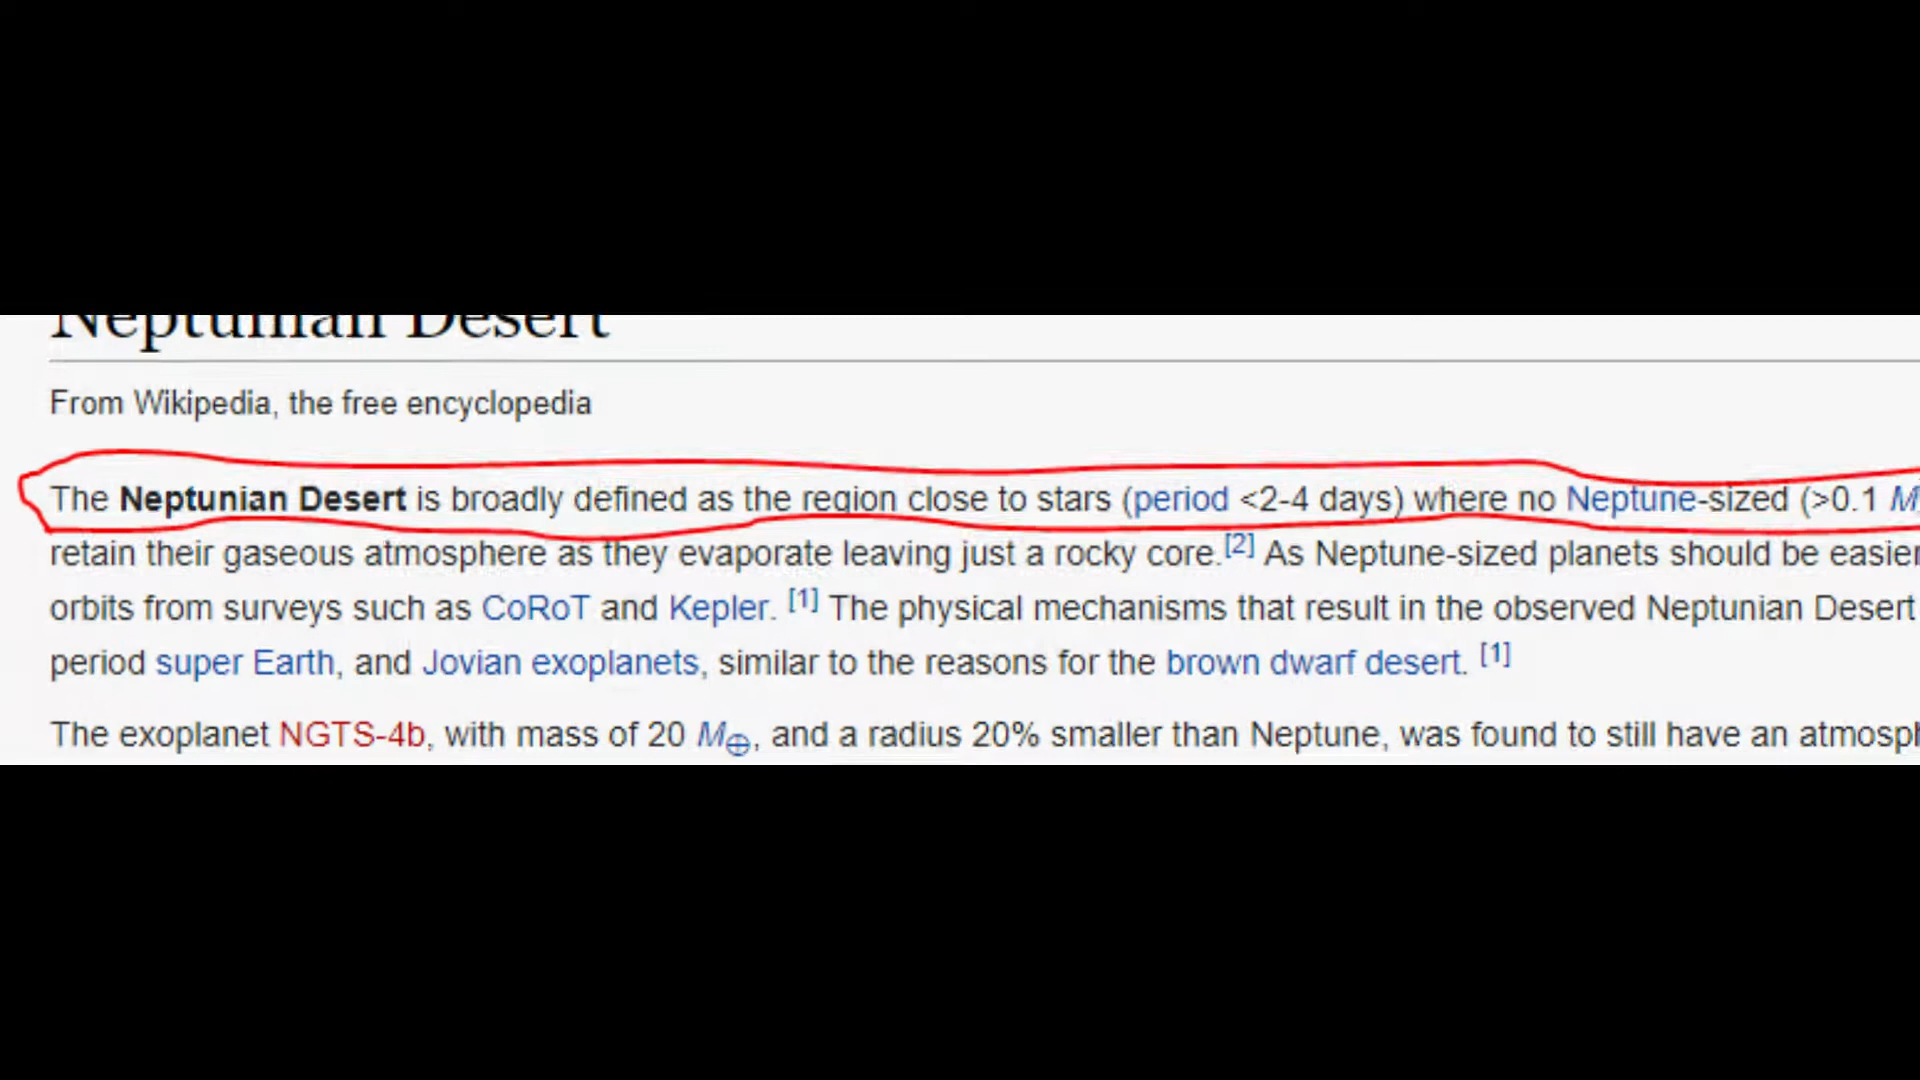 Neptunian Desert
From Wikipedia, the free encyclopedia
The Neptunian Desert is broadly defined as the region close to stars (period <2-4 days) where no Neptune-sized (>0.1 M
retain their gaseous atmosphere as they evaporate leaving just a rocky core.[2] As Neptune-sized planets should be easier
orbits from surveys such as CoRoT and Kepler. [1] The physical mechanisms that result in the observed Neptunian Desert
period super Earth, and Jovian exoplanets, similar to the reasons for the brown dwarf desert. [1]
The exoplanet NGTS-4b, with mass of 20 M⊕, and a radius 20% smaller than Neptune, was found to still have an atmosph